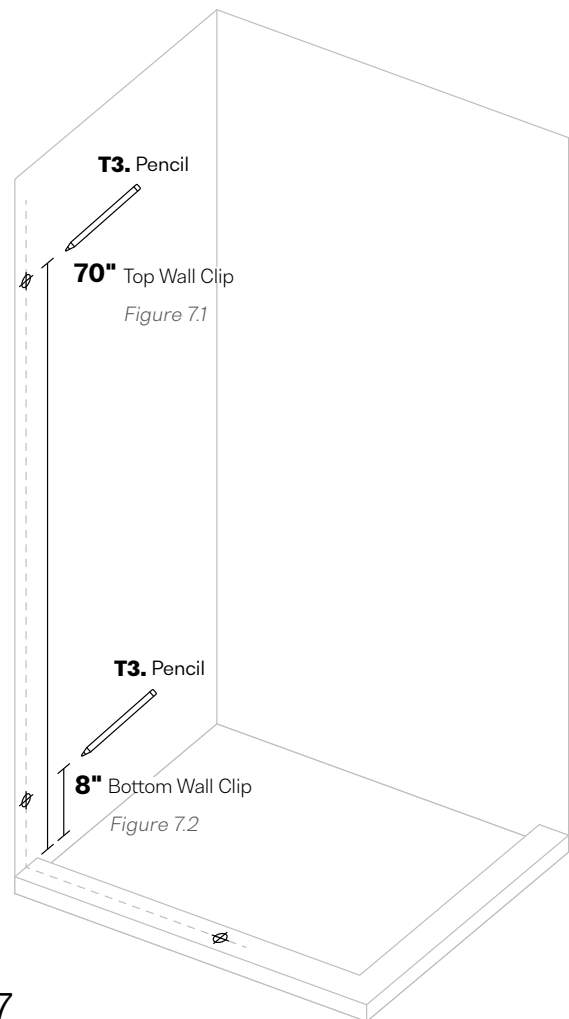 T3. Pencil
70" Top Wall Clip
Figure 7.1
T3. Pencil
8" Bottom Wall Clip
Figure 7.2
7